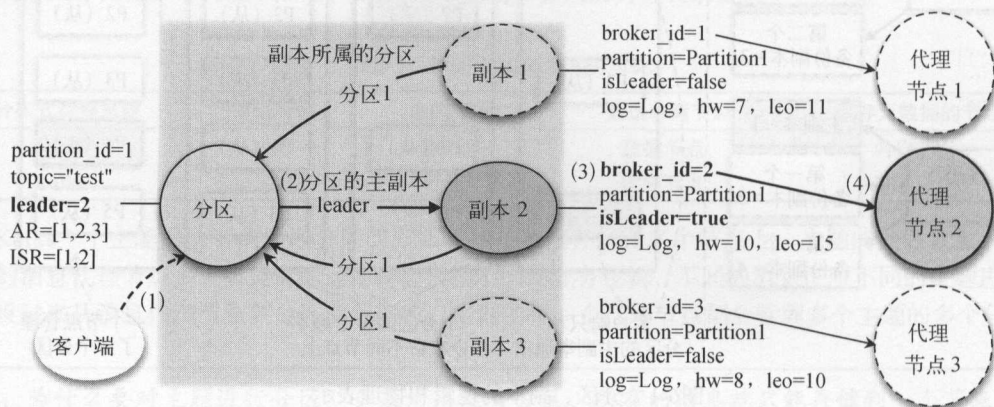 副本所属的分区
分区1
副本1
broker_id=1
partition=Partition1
isLeader=false
log=Log，hw=7，leo=11
代理
节点1
partition_id=1
topic="test"
leader=2
AR=[1,2,3]
ISR=[1,2]
分区
(2)分区的主副本
leader
副本2
分区1
(3)
broker_id=2
partition=Partition1
isLeader=true
log=Log，hw=10，leo=15
(4)
代理
节点2
(1)
客户端
分区1
副本3
broker_id=3
partition=Partition1
isLeader=false
log=Log，hw=8，leo=10
代理
节点3